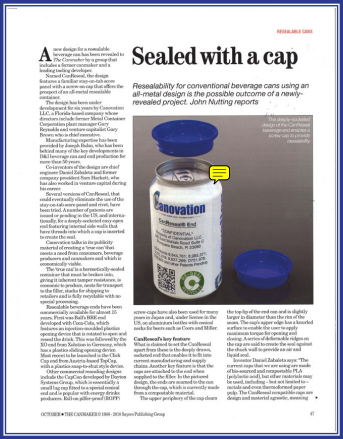 RESEALABLE CANS
Sealed with a cap
Resealability for conventional beverage cans using an
all-metal design is the possible outcome of a newly-
revealed project. John Nutting reports
A new design for a resealable
beverage can has been revealed to
The Canmaker by a group that
includes a former canmaker and a
leading tooling developer.
Named CanReseal, the design
features a familiar stay-on-tab score
panel with a screw-on cap that offers the
prospect of an all-metal resealable
container.
The design has been under
development for six years by Canovation
LLC, a Florida-based company whose
directors include former Metal Container
Corporation plant manager Gary
Reynolds and venture capitalist Gary
Brown who is chief executive.
Manufacturing expertise has been
provided by Joseph Bulso, who has been
behind many of the key developments in
D&I beverage can and end production for
more than 50 years.
Co-inventors of the design are chief
engineer Daniel Zabaleta and former
company president Sam Hackett, who
has also worked in venture capital during
his career.
Several versions of CanReseal, that
could eventually eliminate the use of the
stay-on-tab score panel and rivet, have
been tried. A number of patents are
issued or pending in the US, and interna-
tionally, for a deeply-socketed easy-open
end featuring internal side walls that
have threads into which a cap is inserted
to create the seal.
Canovation talks in its publicity
material of creating a 'true can' that
meets a need from consumers, beverage
producers and canmakers and which is
economically viable.
The 'true can' is a hermetically-sealed
container that must be broken into,
giving it inherent tamper resistance, is
economic to produce, neats for transport
to the filler, stacks for shipping to
retailers and is fully recyclable with no
special processing.
Resealable beverage ends have been
commercially available for almost 25
years. First was Ball's BRE end
developed with Coca-Cola, which
features an injection-moulded plastics
opening device that is rotated to open and
reseal the drink. This was followed by the
XO end from Xolution in Germany, which
has a plastics sliding opening device.
Most recent to be launched is the Click
Cap end from Austria-based TopCap,
with a plastics snap-to-shut style device.
Other commercial resealing designs
include the CapCan developed by Dayton
Systems Group, which is essentially a
small lug cap fitted to a special conical
end and is popular with energy drinks
producers. Roll-on pilfer-proof (ROPP)
The deeply-socketed
design of the CanReseal
beverage end enables a
screw-cap to provide
resealability
Canovation
CanReseal® End
CONFIDENTIAL
screw-caps have also been used for many
years in Japan and, under licence in the
US, on aluminium bottles with conical
necks for beers such as Coors and Miller.
CanReseal's key feature
What is claimed to set the CanReseal
apart from these is the deeply drawn,
socketed end that enables it to fit into
current manufacturing and supply
chains. Another key feature is that the
caps are attached to the end when
supplied to the filler. In the pictured
design, the ends are seamed to the can
through the cap, which is currently made
from a compostable material.
The upper periphery of the cap clears
the top lip of the end once and is slightly
larger in diameter than the rim of the
seam. The cap's upper edge has a knurled
surface to enable the user to apply
maximum torque for opening and
closing. A series of deformable ridges on
the cap are said to create the seal against
the chuck wall to provide an air and
liquid seal.
Inventor Daniel Zabaleta says: "The
current caps that we are using are made
of bio-sourced and compostable PLA
(polylactic acid), but other materials may
be used, including – but not limited to –
metals and even thermoformed paper
pulp. The CanReseal compatible caps are
design and material agnostic, meaning
OCTOBER THE CANMAKER © 1988 - 2018 Sayers Publishing Group
47